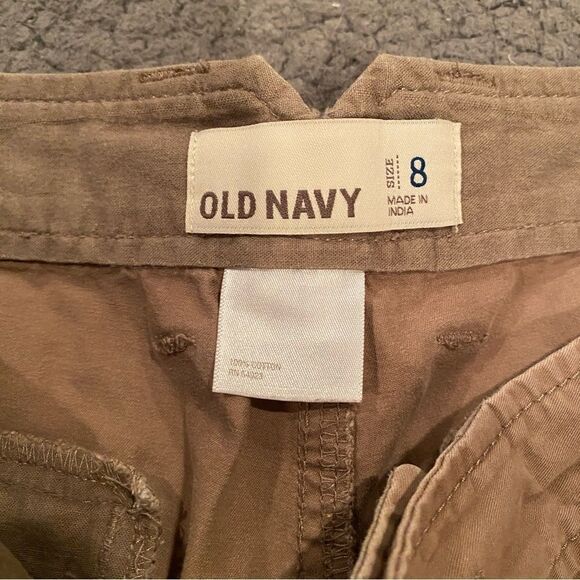 OLD NAVY
SIZE 8
MADE IN
INDIA
100% COTTON
RN 54023